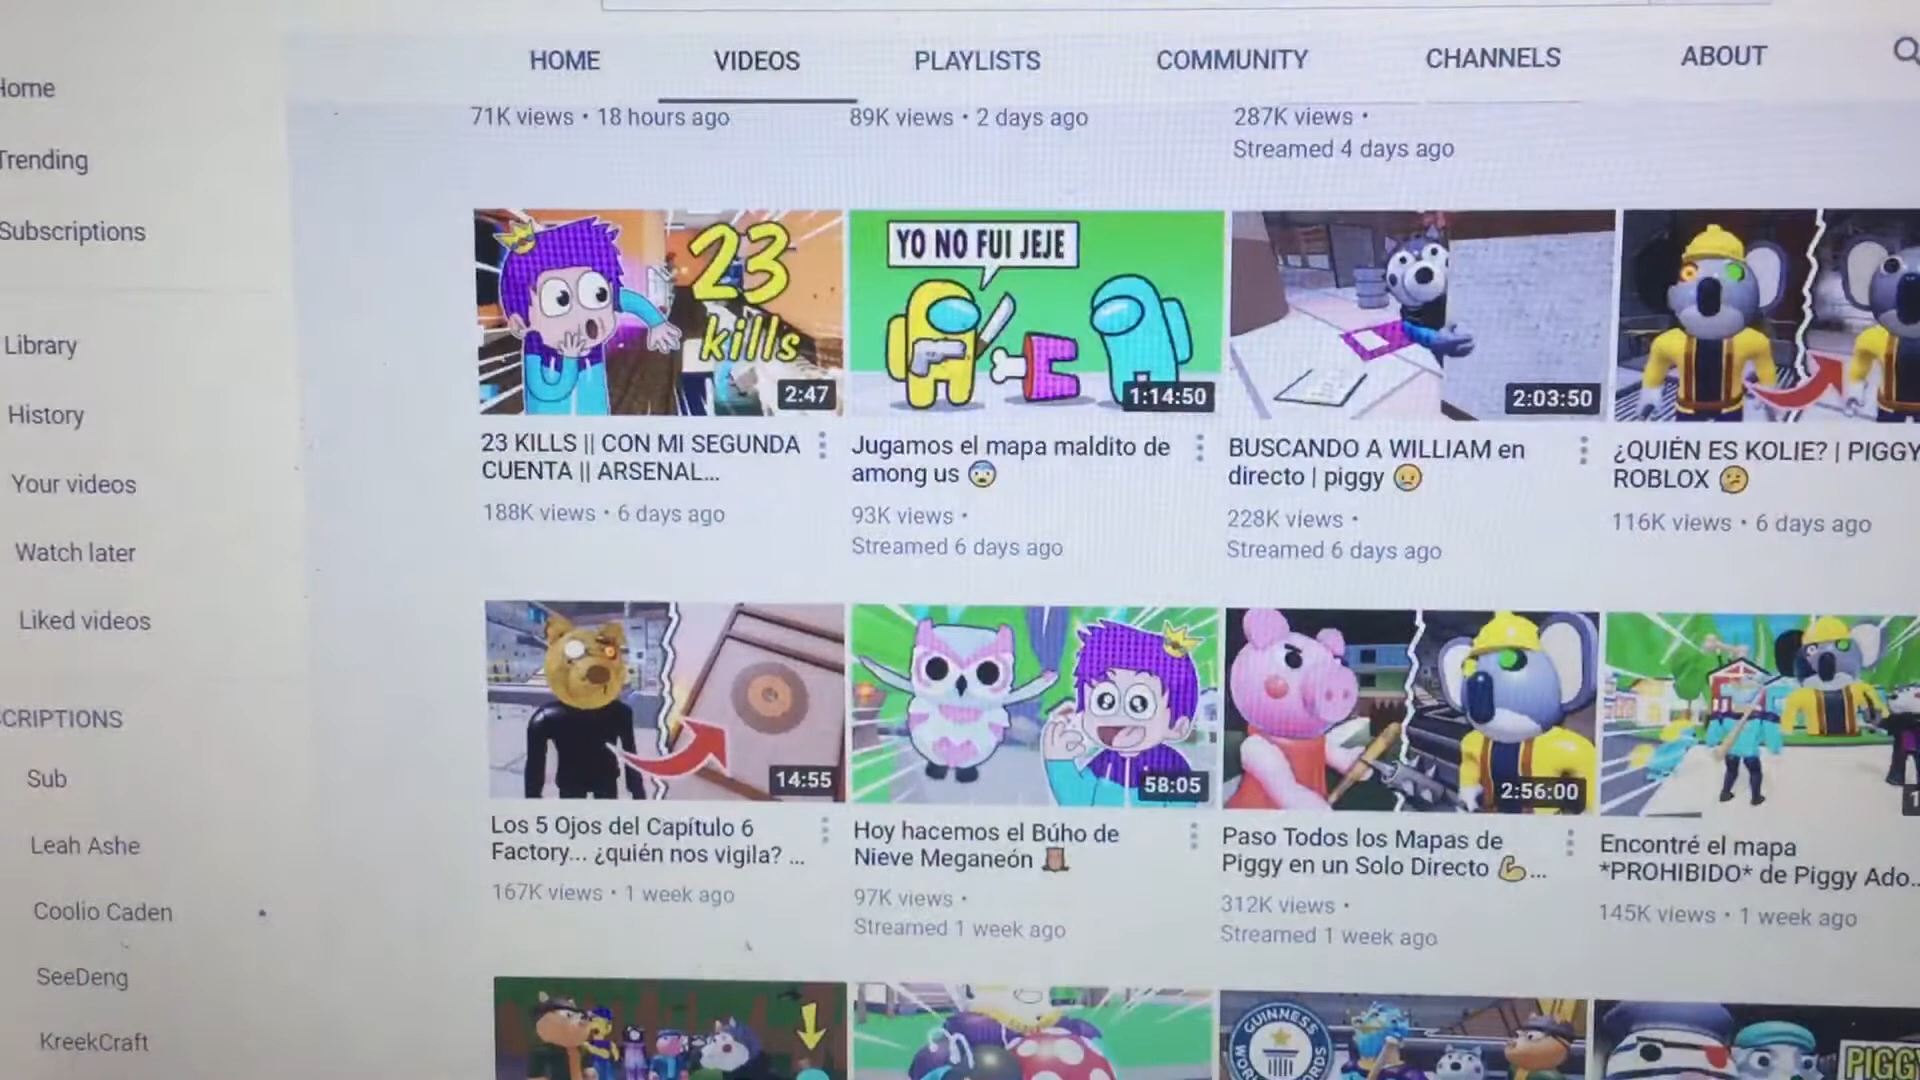 HOME VIDEOS PLAYLISTS COMMUNITY CHANNELS ABOUT
Home
Trending
Subscriptions
Library
History
Your videos
Watch later
Liked videos
CRIPTIONS
Sub
Leah Ashe
Coolio Caden
SeeDeng
KreekCraft
71K views • 18 hours ago
89K views • 2 days ago
287K views •
Streamed 4 days ago
23
kills
2:47
23 KILLS || CON MI SEGUNDA
CUENTA || ARSENAL...
188K views • 6 days ago
YO NO FUI JEJE
1:14:50
Jugamos el mapa maldito de
among us 😨
93K views •
Streamed 6 days ago
2:03:50
BUSCANDO A WILLIAM en
directo | piggy 😢
228K views •
Streamed 6 days ago
¿QUIÉN ES KOLIE? | PIGGY
ROBLOX 🤔
116K views • 6 days ago
14:55
Los 5 Ojos del Capítulo 6
Factory... ¿quién nos vigila? ...
167K views • 1 week ago
58:05
Hoy hacemos el Búho de
Nieve Meganeón
97K views •
Streamed 1 week ago
2:56:00
Paso Todos los Mapas de
Piggy en un Solo Directo 💪...
312K views •
Streamed 1 week ago
1
Encontré el mapa
*PROHIBIDO* de Piggy Ado...
145K views • 1 week ago
GUINNESS
PIGGY